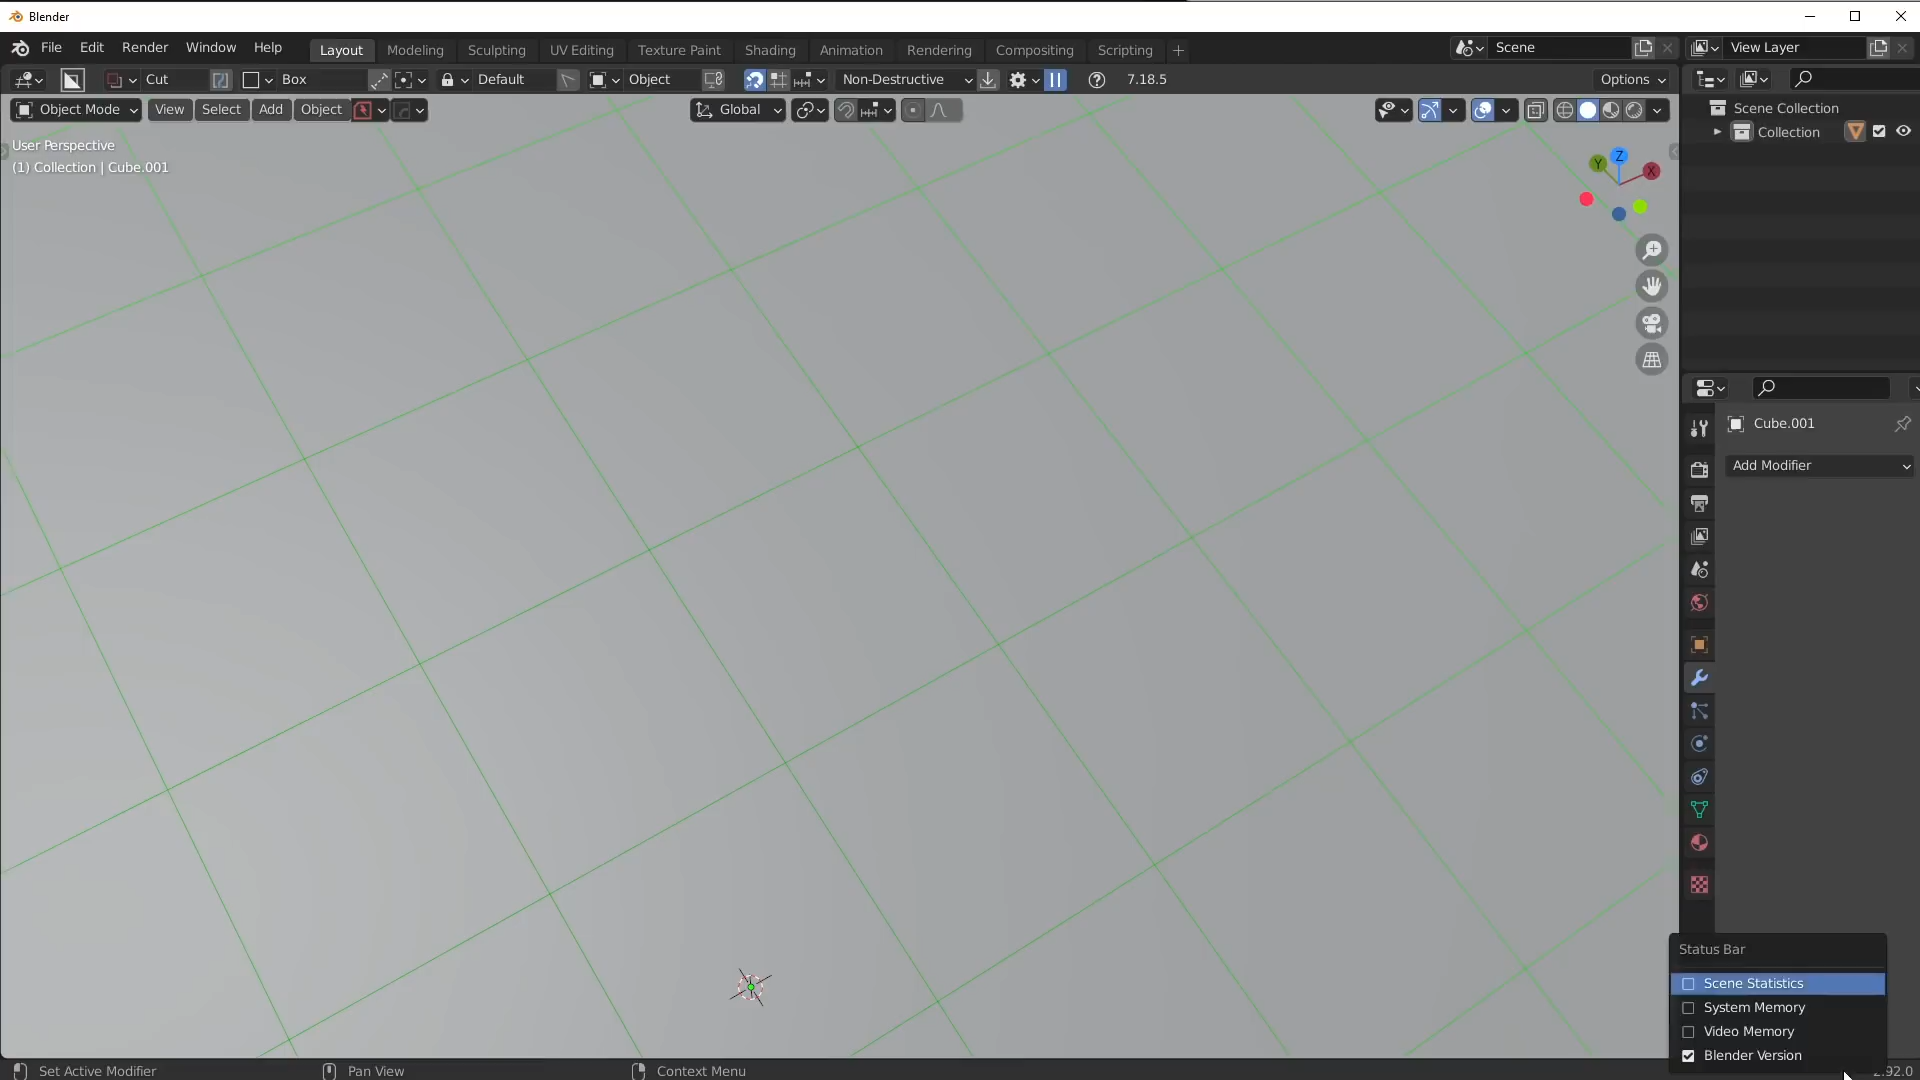 Blender
File Edit Render Window Help Layout Modeling Sculpting UV Editing Texture Paint Shading Animation Rendering Compositing Scripting + Scene View Layer
Cut Box Default Object Non-Destructive 7.18.5 Options
Object Mode View Select Add Object Global
Scene Collection
Collection
User Perspective
(1) Collection | Cube.001
Z
Y
X
Cube.001
Add Modifier
Status Bar
Scene Statistics
System Memory
Video Memory
Blender Version
Set Active Modifier Pan View Context Menu 2.92.0